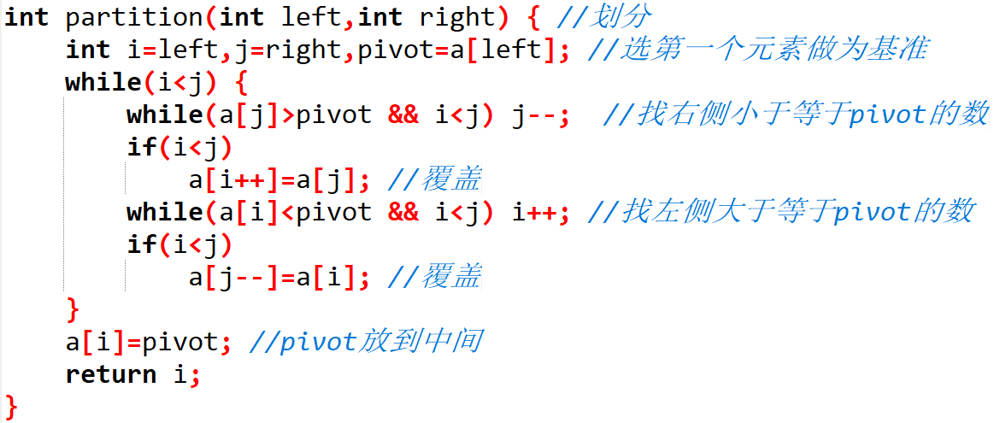 int partition(int left,int right) { //划分
    int i=left,j=right,pivot=a[left]; //选第一个元素做为基准
    while(i<j) {
        while(a[j]>pivot && i<j) j--;  //找右侧小于等于pivot的数
        if(i<j)
            a[i++]=a[j]; //覆盖
        while(a[i]<pivot && i<j) i++; //找左侧大于等于pivot的数
        if(i<j)
            a[j--]=a[i]; //覆盖
    }
    a[i]=pivot; //pivot放到中间
    return i;
}